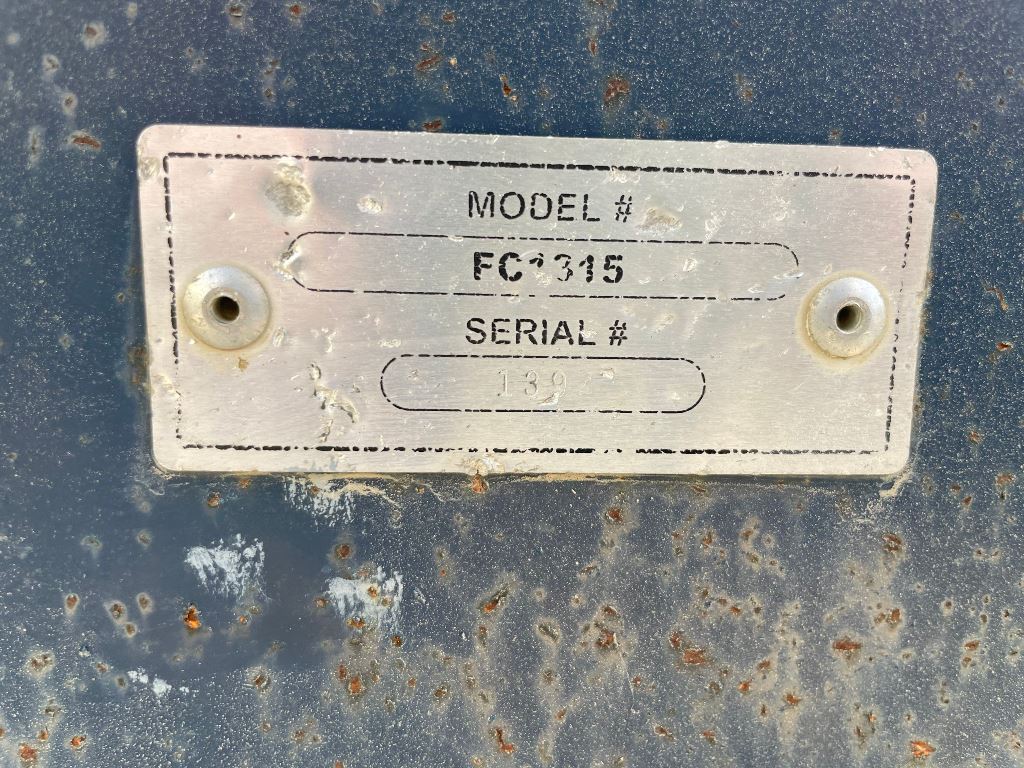 MODEL #
FC1315
SERIAL #